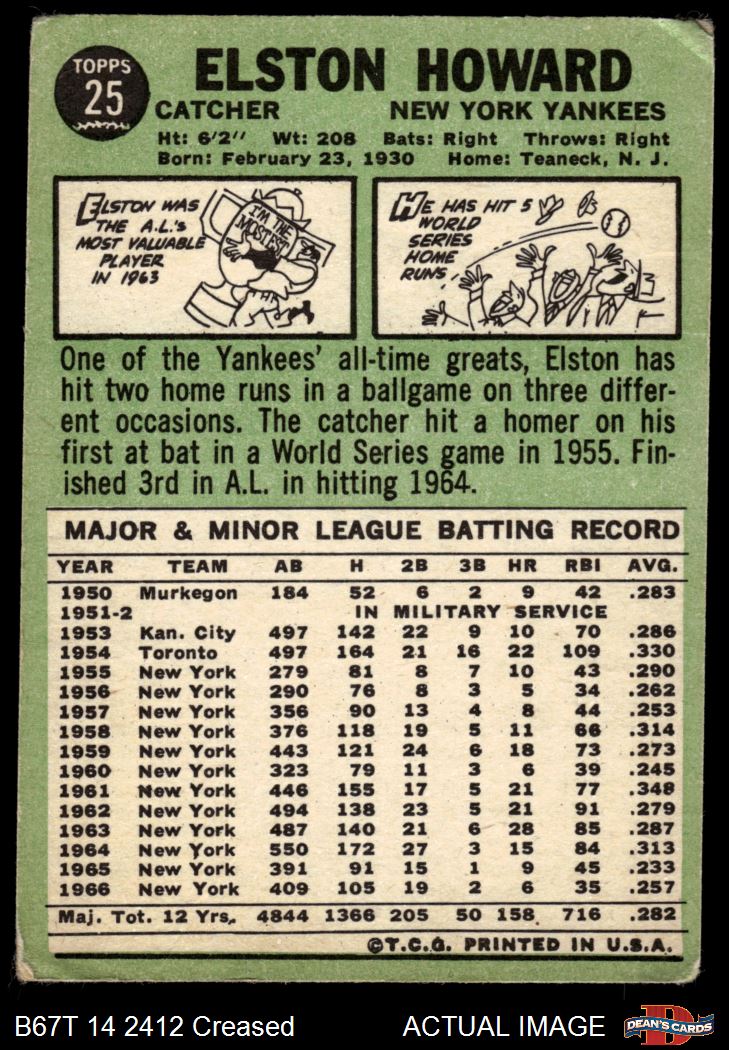 TOPPS
25
ELSTON HOWARD
CATCHER NEW YORK YANKEES
Ht: 6'2" Wt: 208 Bats: Right Throws: Right
Born: February 23, 1930 Home: Teaneck, N. J.
ELSTON WAS
THE A.L.'s
MOST VALUABLE
PLAYER
IN 1963
I'M THE
MOSTEST
HE HAS HIT 5
WORLD
SERIES
HOME
RUNS
One of the Yankees' all-time greats, Elston has
hit two home runs in a ballgame on three differ-
ent occasions. The catcher hit a homer on his
first at bat in a World Series game in 1955. Fin-
ished 3rd in A.L. in hitting 1964.
MAJOR & MINOR LEAGUE BATTING RECORD
YEAR TEAM AB H 2B 3B HR RBI AVG.
1950 Murkegon 184 52 6 2 9 42 .283
1951-2 IN MILITARY SERVICE
1953 Kan. City 497 142 22 9 10 70 .286
1954 Toronto 497 164 21 16 22 109 .330
1955 New York 279 81 8 7 10 43 .290
1956 New York 290 76 8 3 5 34 .262
1957 New York 356 90 13 4 8 44 .253
1958 New York 376 118 19 5 11 66 .314
1959 New York 443 121 24 6 18 73 .273
1960 New York 323 79 11 3 6 39 .245
1961 New York 446 155 17 5 21 77 .348
1962 New York 494 138 23 5 21 91 .279
1963 New York 487 140 21 6 28 85 .287
1964 New York 550 172 27 3 15 84 .313
1965 New York 391 91 15 1 9 45 .233
1966 New York 409 105 19 2 6 35 .257
Maj. Tot. 12 Yrs. 4844 1366 205 50 158 716 .282
©T.C.G. PRINTED IN U.S.A.
B67T 14 2412 Creased ACTUAL IMAGE
DEAN'S CARDS